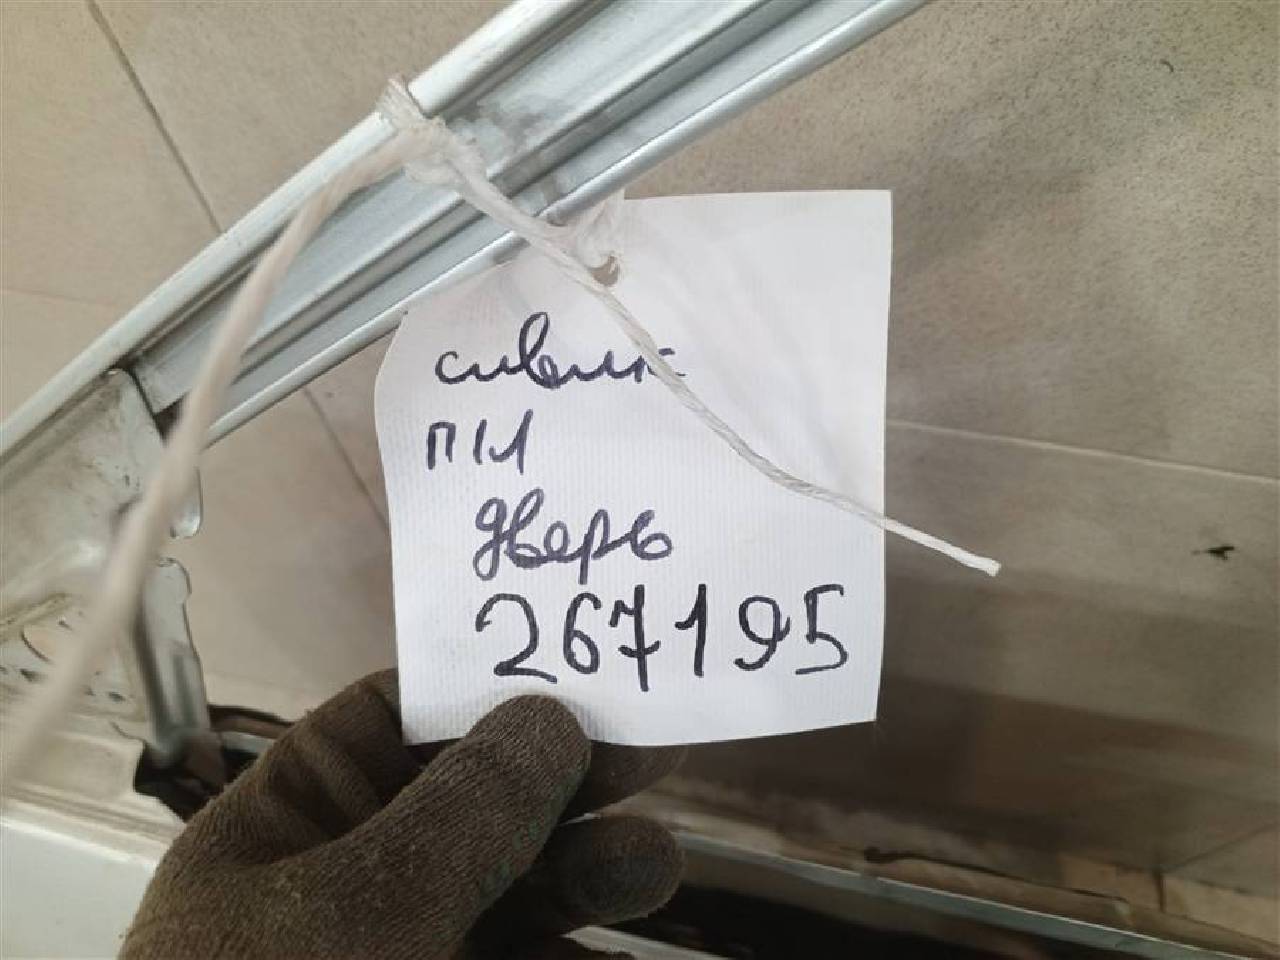 сивик
п/л
дверь
267195